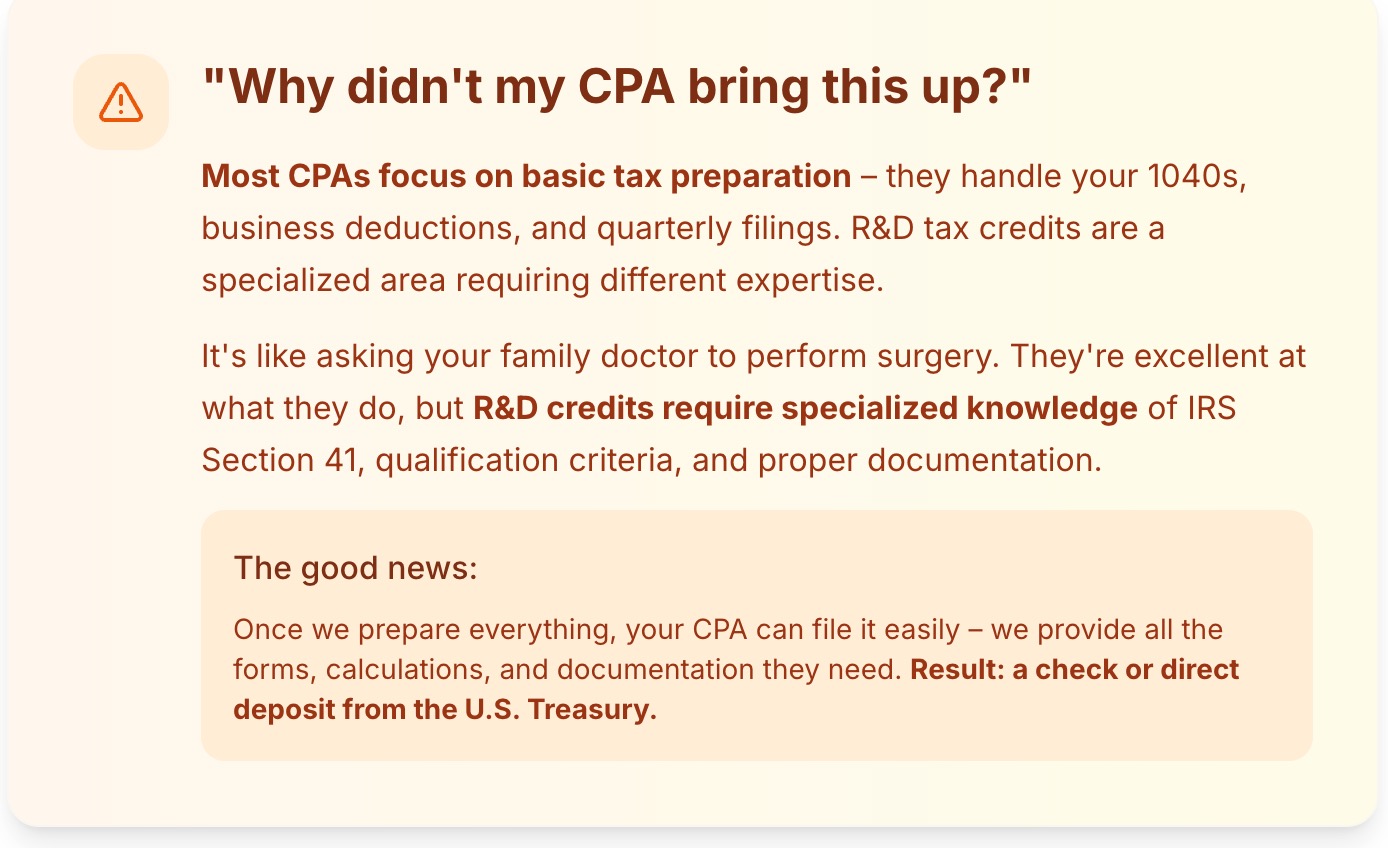 "Why didn't my CPA bring this up?"
Most CPAs focus on basic tax preparation – they handle your 1040s,
business deductions, and quarterly filings. R&D tax credits are a
specialized area requiring different expertise.
It's like asking your family doctor to perform surgery. They're excellent at
what they do, but R&D credits require specialized knowledge of IRS
Section 41, qualification criteria, and proper documentation.
The good news:
Once we prepare everything, your CPA can file it easily – we provide all the
forms, calculations, and documentation they need. Result: a check or direct
deposit from the U.S. Treasury.